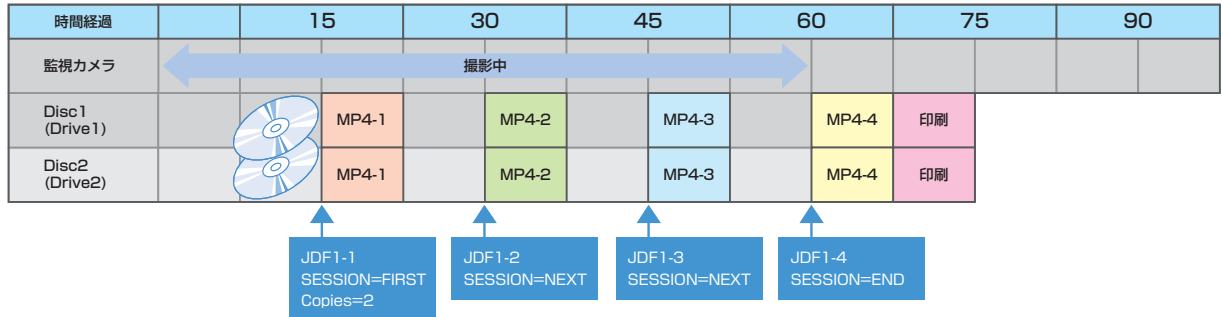 時間経過 15 30 45 60 75 90
監視カメラ 撮影中
Disc1
(Drive1)
MP4-1 MP4-2 MP4-3 MP4-4 印刷
Disc2
(Drive2)
MP4-1 MP4-2 MP4-3 MP4-4 印刷
JDF1-1
SESSION=FIRST
Copies=2
JDF1-2
SESSION=NEXT
JDF1-3
SESSION=NEXT
JDF1-4
SESSION=END